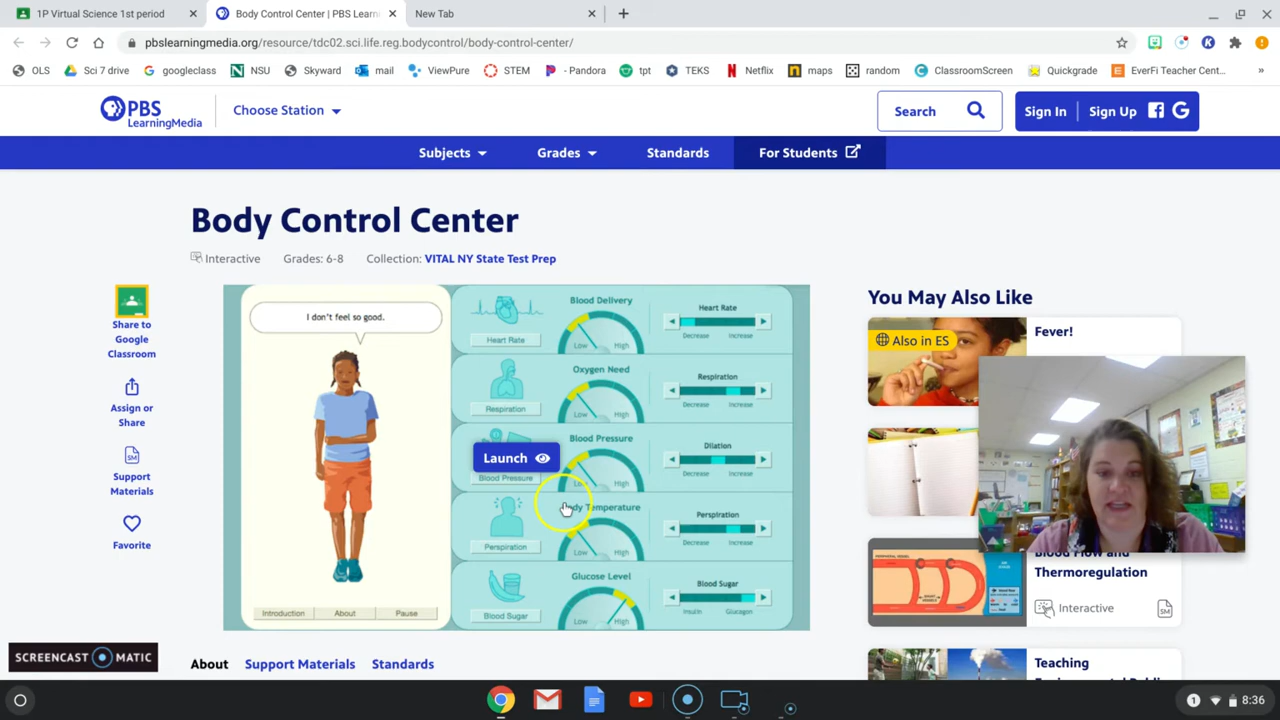 1P Virtual Science 1st period
Body Control Center | PBS Learni
New Tab
pbslearningmedia.org/resource/tdc02.sci.life.reg.bodycontrol/body-control-center/
OLS
Sci 7 drive
googleclass
NSU
Skyward
mail
ViewPure
STEM
- Pandora
tpt
TEKS
Netflix
maps
random
ClassroomScreen
Quickgrade
EverFi Teacher Cent...
PBS
LearningMedia
Choose Station
Search
Sign In
Sign Up
Subjects
Grades
Standards
For Students
Body Control Center
Interactive
Grades: 6-8
Collection: VITAL NY State Test Prep
Share to
Google
Classroom
Assign or
Share
Support
Materials
Favorite
I don't feel so good.
Introduction
About
Pause
Blood Delivery
Heart Rate
Low
High
Heart Rate
Decrease
Increase
Oxygen Need
Respiration
Low
High
Respiration
Decrease
Increase
Blood Pressure
Launch
Blood Pressure
Low
High
Dilation
Decrease
Increase
Temperature
Perspiration
Low
High
Perspiration
Decrease
Increase
Glucose Level
Blood Sugar
Low
High
Blood Sugar
Insulin
Glucagon
You May Also Like
Also in ES
Fever!
Blood Flow and
Thermoregulation
Interactive
Teaching
About
Support Materials
Standards
SCREENCAST O MATIC
1
8:36